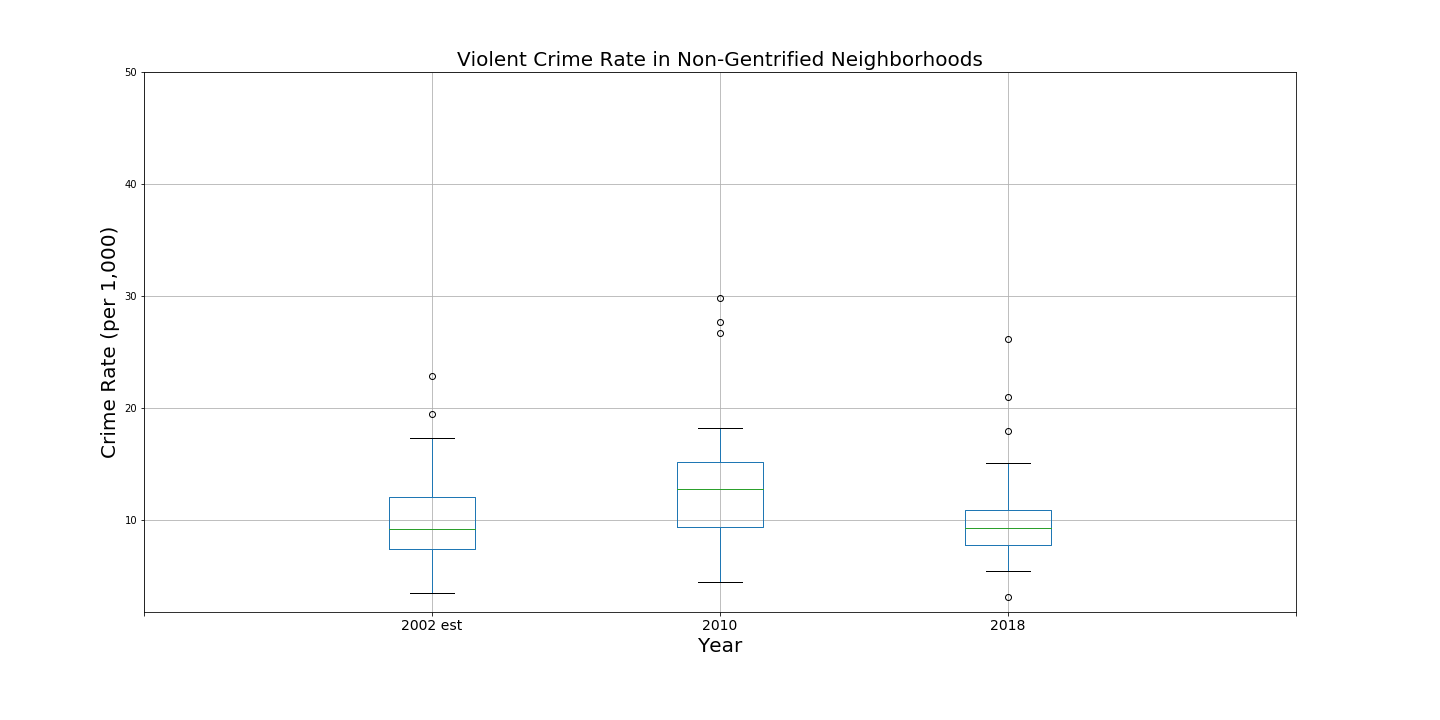 Violent Crime Rate in Non-Gentrified Neighborhoods
50
40
30
20
10
Crime Rate (per 1,000)
2002 est
2010
2018
Year